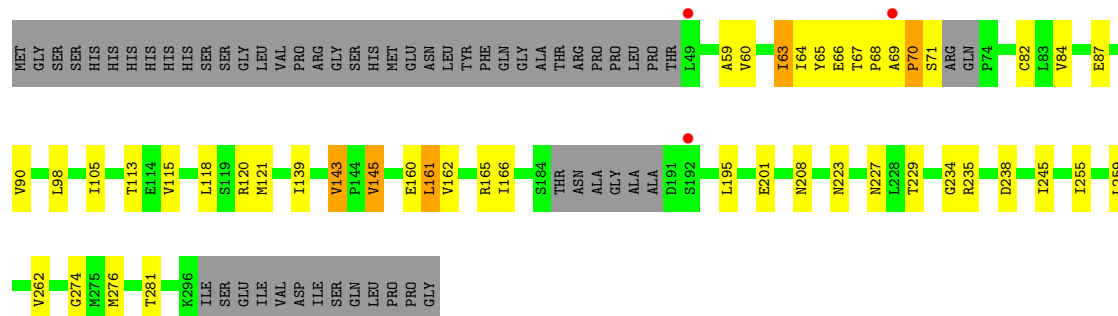 MET GLY SER SER HIS HIS HIS HIS HIS HIS SER SER GLY LEU VAL PRO ARG GLY SER HIS MET GLU ASN LEU TYR PHE GLN GLY ALA THR ARG PRO PRO PRO LEU PRO THR L49 A59 V60 I63 I64 Y65 E66 T67 P68 A69 P70 S71 ARG GLN P74 C82 L83 V84 E87
V90 L98 I105 T113 E114 V115 L118 S119 R120 M121 I139 V143 P144 V145 E160 L161 V162 R165 I166 S184 THR ASN ALA GLY ALA ALA D191 S192 L195 E201 N208 N223 N227 L228 T229 G234 R235 D238 I245 I255 L259
V262 G274 M275 M276 T281 K296 ILE SER GLU ILE VAL ASP ILE SER GLN LEU PRO PRO GLY